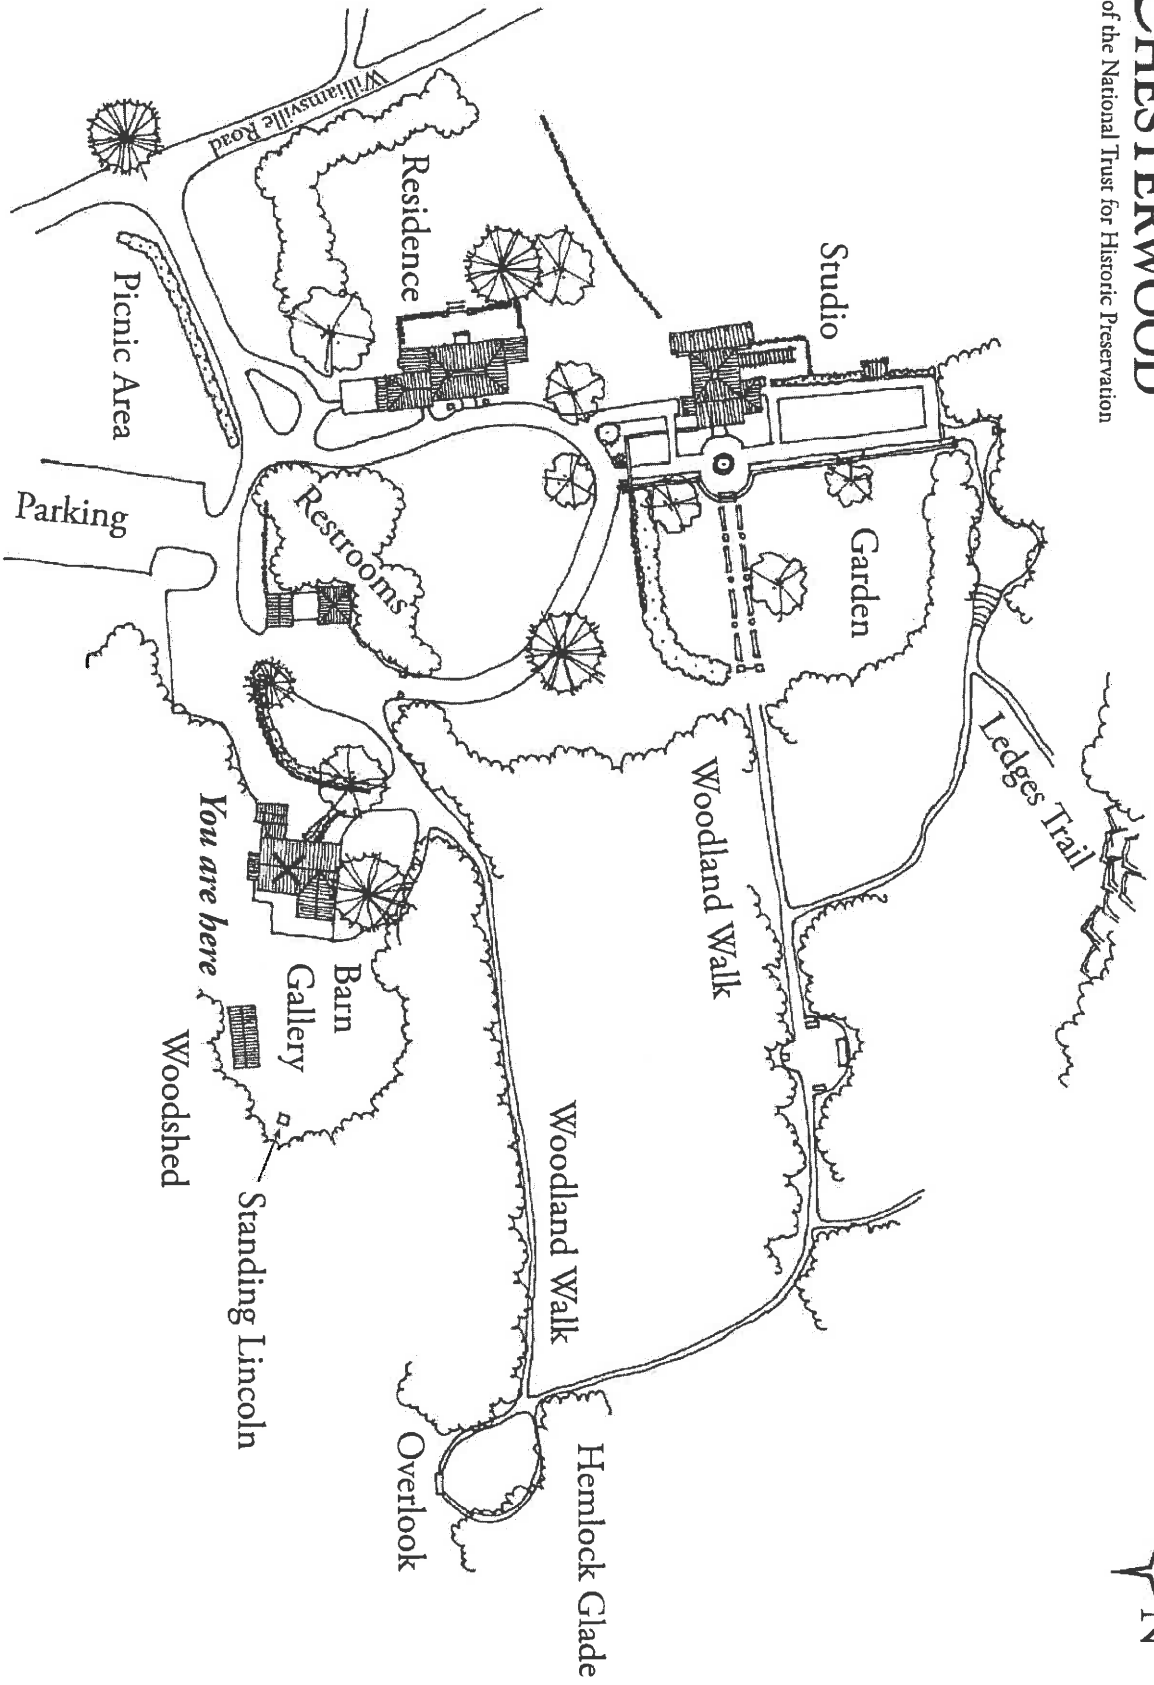 CHESTERWOOD
of the National Trust for Historic Preservation
N
Studio
Garden
Ledges Trail
Residence
Williamsville Road
Woodland Walk
Restrooms
Picnic Area
Parking
Woodland Walk
Hemlock Glade
Overlook
Barn
Gallery
You are here
Woodshed
Standing Lincoln